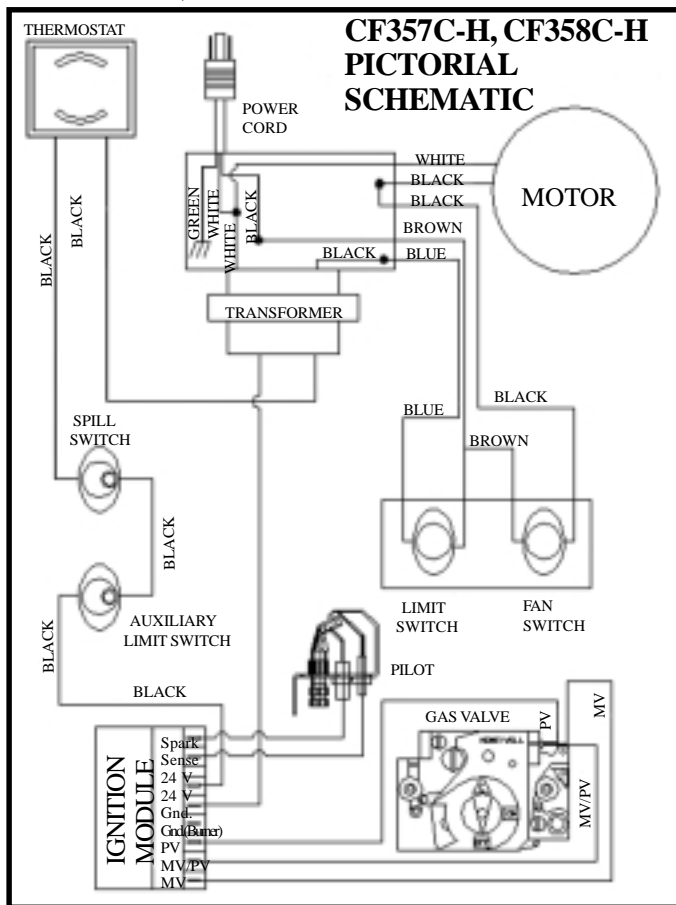 THERMOSTAT
CF357C-H, CF358C-H
PICTORIAL
SCHEMATIC
POWER
CORD
WHITE
BLACK
BLACK
MOTOR
GREEN
WHITE
WHITE
BLACK
BROWN
BLACK
BLUE
BLACK
BLACK
TRANSFORMER
BLUE
BLACK
BROWN
SPILL
SWITCH
BLACK
LIMIT
SWITCH
FAN
SWITCH
AUXILIARY
LIMIT SWITCH
BLACK
BLACK
PILOT
GAS VALVE
HONEYWELL
PV
MV
MV/PV
IGNITION
MODULE
Spark
Sense
24 V
24 V
Gnd.
Gnd(Burner)
PV
MV/PV
MV